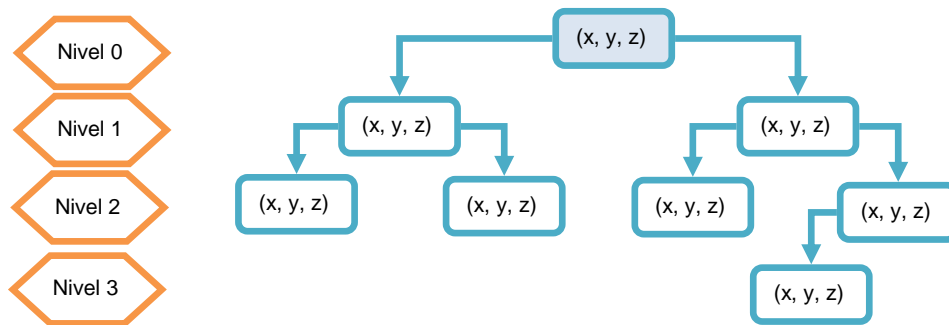 Nivel 0
(x, y, z)
Nivel 1
(x, y, z)
(x, y, z)
Nivel 2
(x, y, z)
(x, y, z)
(x, y, z)
(x, y, z)
Nivel 3
(x, y, z)